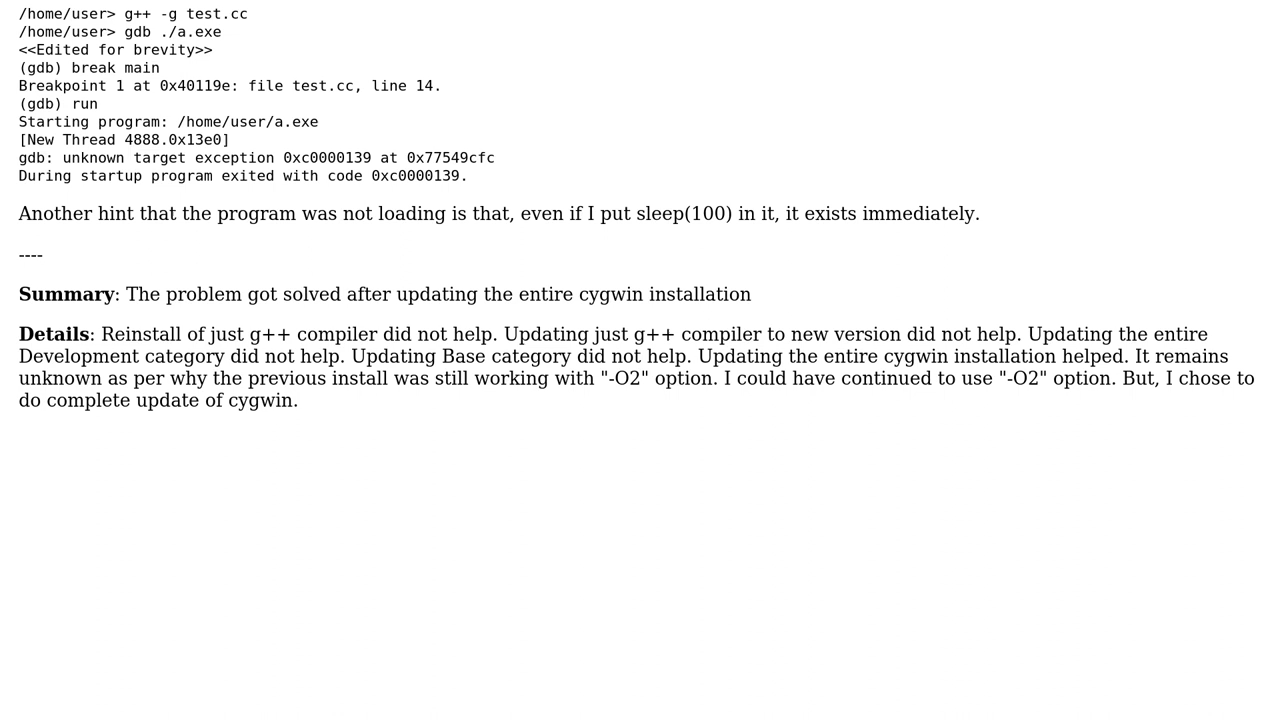 /home/user> g++ -g test.cc
/home/user> gdb ./a.exe
<<Edited for brevity>>
(gdb) break main
Breakpoint 1 at 0x40119e: file test.cc, line 14.
(gdb) run
Starting program: /home/user/a.exe
[New Thread 4888.0x13e0]
gdb: unknown target exception 0xc0000139 at 0x77549cfc
During startup program exited with code 0xc0000139.
Another hint that the program was not loading is that, even if I put sleep(100) in it, it exists immediately.
----
Summary: The problem got solved after updating the entire cygwin installation
Details: Reinstall of just g++ compiler did not help. Updating just g++ compiler to new version did not help. Updating the entire
Development category did not help. Updating Base category did not help. Updating the entire cygwin installation helped. It remains
unknown as per why the previous install was still working with "-O2" option. I could have continued to use "-O2" option. But, I chose to
do complete update of cygwin.